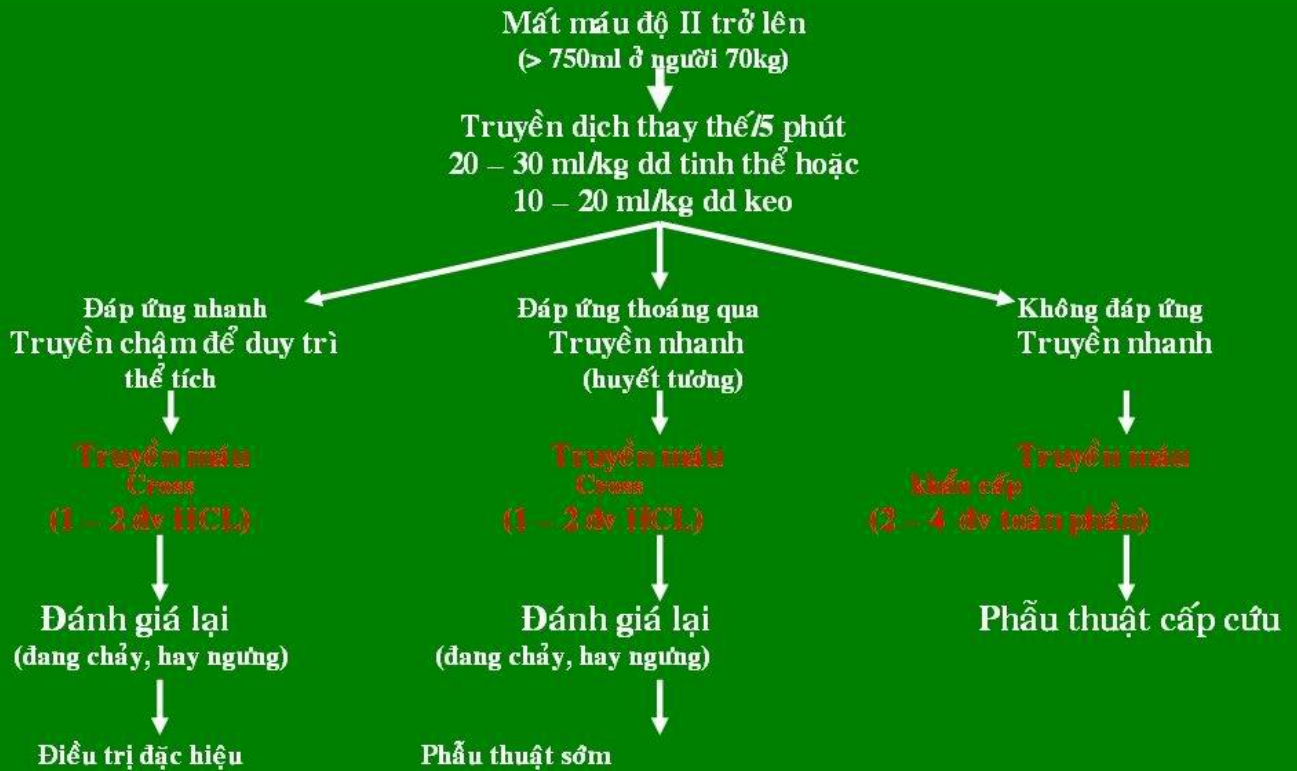 Mất máu độ II trở lên
(> 750ml ở người 70kg)
Truyền dịch thay thế/5 phút
20 – 30 ml/kg dd tinh thể hoặc
10 – 20 ml/kg dd keo
Đáp ứng nhanh
Truyền chậm để duy trì
thể tích
Truyền máu
Cross
(1 – 2 đv HCL)
Đánh giá lại
(đang chảy, hay ngưng)
Điều trị đặc hiệu
Đáp ứng thoáng qua
Truyền nhanh
(huyết tương)
Truyền máu
Cross
(1 – 2 đv HCL)
Đánh giá lại
(đang chảy, hay ngưng)
Phẫu thuật sớm
Không đáp ứng
Truyền nhanh
Truyền máu
khẩn cấp
(2 – 4 đv toàn phần)
Phẫu thuật cấp cứu